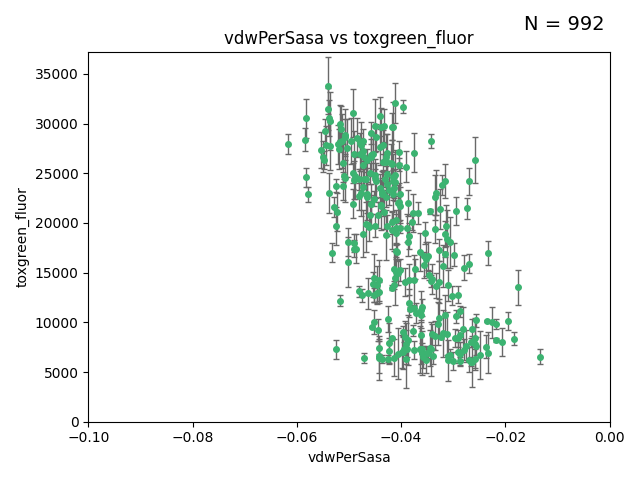 N = 992
vdwPerSasa vs toxgreen_fluor
35000
30000
25000
20000
15000
10000
5000
0
toxgreen_fluor
−0.10 −0.08 −0.06 −0.04 −0.02 0.00
vdwPerSasa